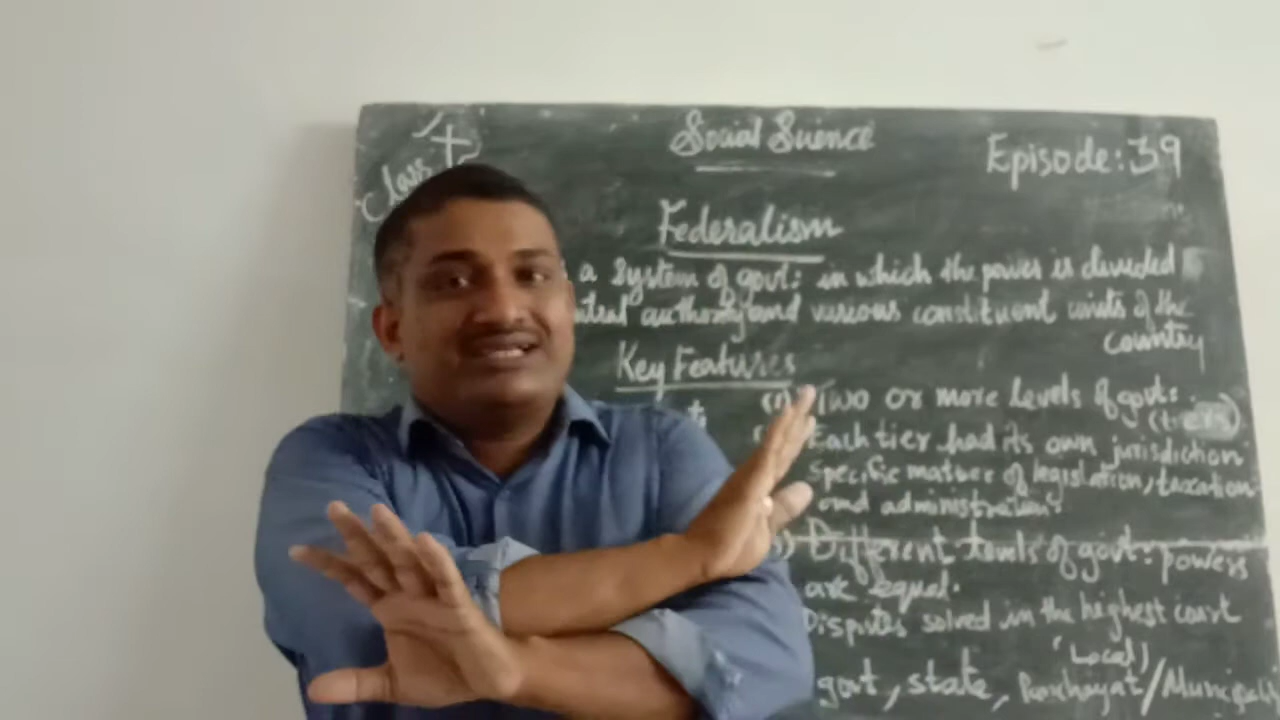 Class X
Social Science
Episode: 39
Federalism
a System of govt: in which the power is divided
authority and various constituent units of the
country
Key Features
(i) Two or more levels of govt:
(tiers)
Each tier had its own jurisdiction
specific matter of legislation, taxation
and administration
Different levels of govt: powers
are equal.
Disputes solved in the highest court
(Local)
govt, state, Panchayat/